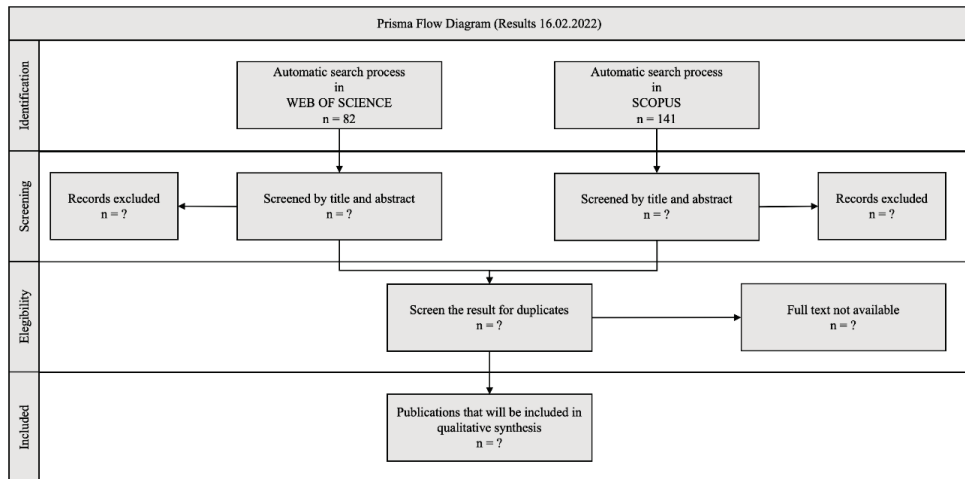 Prisma Flow Diagram (Results 16.02.2022)
Identification
Automatic search process
in
WEB OF SCIENCE
n = 82
Automatic search process
in
SCOPUS
n = 141
Screening
Records excluded
n = ?
Screened by title and abstract
n = ?
Screened by title and abstract
n = ?
Records excluded
n = ?
Elegibility
Screen the result for duplicates
n = ?
Full text not available
n = ?
Included
Publications that will be included in
qualitative synthesis
n = ?